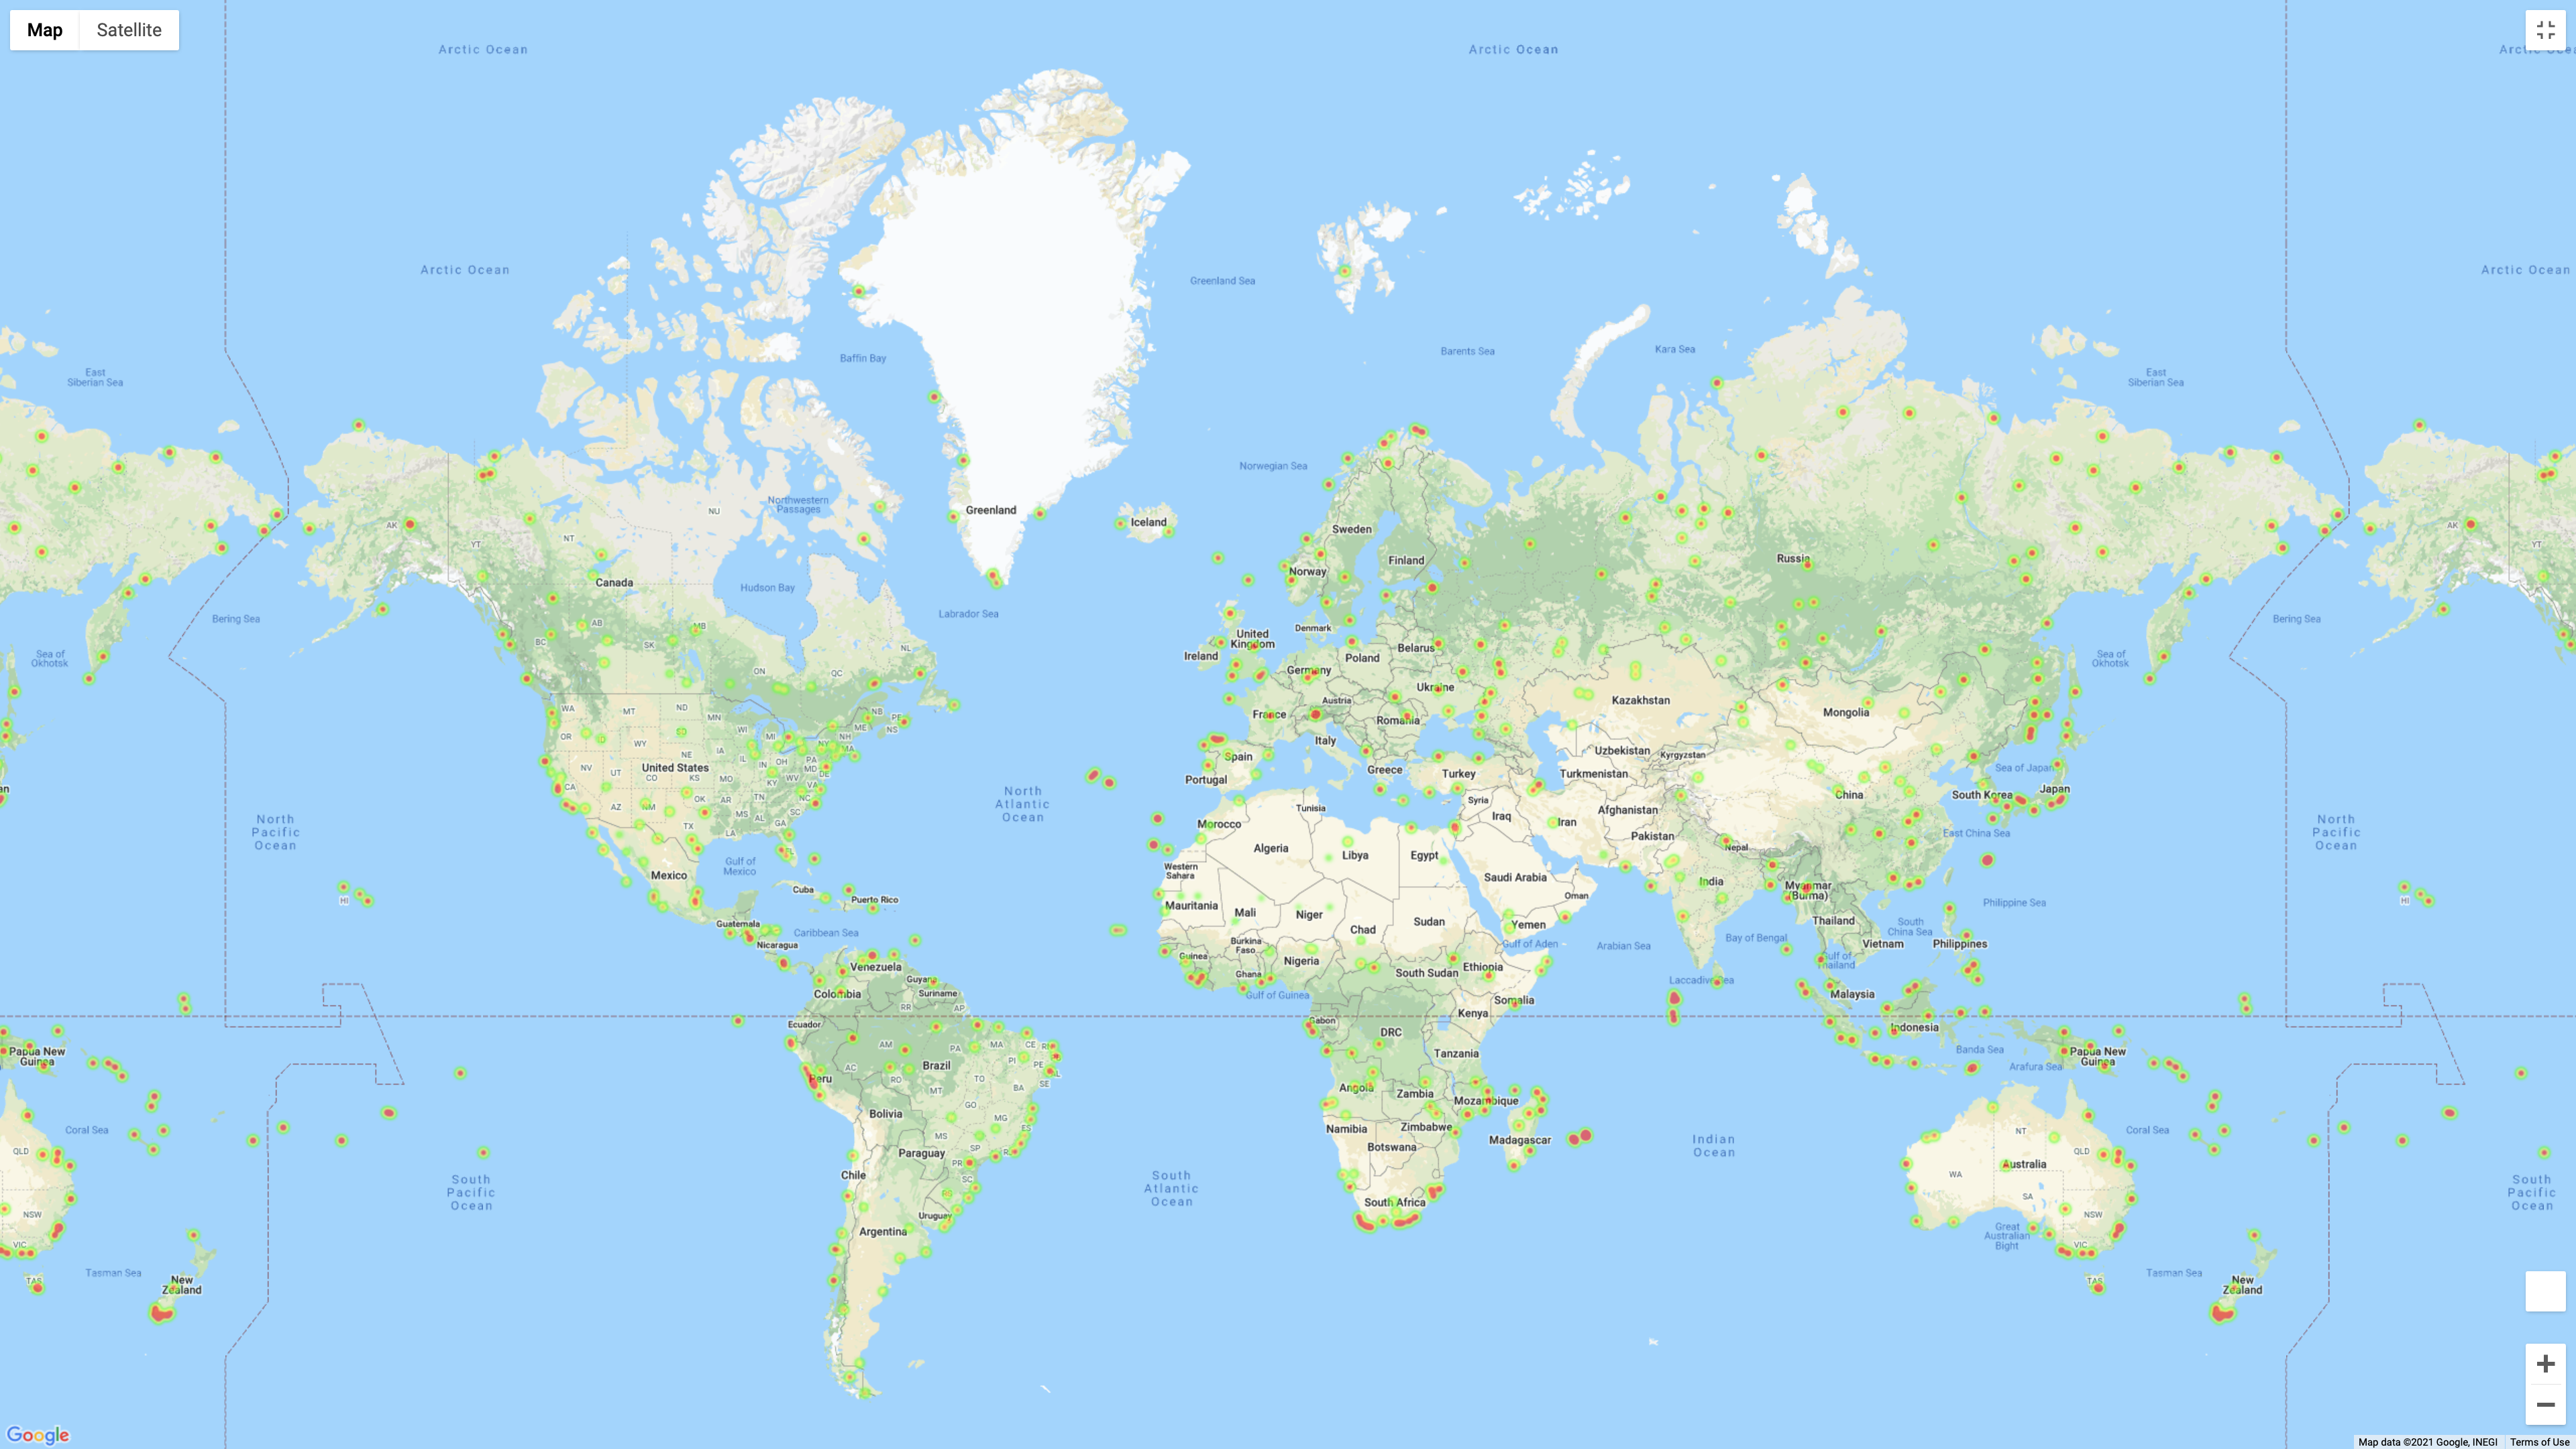 Map
Satellite
Arctic Ocean
Arctic Ocean
Arctic Ocean
Arctic Ocean
Greenland Sea
Arctic Ocean
East
Siberian Sea
Baffin Bay
Barents Sea
Kara Sea
East
Siberian Sea
Norwegian Sea
Northwestern
Passages
NU
Greenland
Iceland
AK
YT
NT
Sweden
Finland
Norway
Russia
AK
YT
Canada
Hudson Bay
Labrador Sea
Bering Sea
Bering Sea
Sea of
Okhotsk
BC
AB
SK
MB
ON
QC
NL
United
Kingdom
Ireland
Denmark
Belarus
Poland
Germany
Ukraine
Austria
France
Romania
Kazakhstan
Mongolia
Sea of
Okhotsk
WA
MT
ND
MN
NB
PE
ME
NS
OR
ID
SD
WY
WI
MI
NY
NH
MA
NE
IA
IL
IN
OH
PA
MD
DE
NV
UT
CO
United States
KS
MO
KY
WV
VA
CA
AZ
NM
OK
AR
TN
NC
SC
MS
AL
GA
TX
LA
FL
Italy
Spain
Portugal
Greece
Turkey
Uzbekistan
Kyrgyzstan
Turkmenistan
Sea of Japan
China
South Korea
Japan
North
Pacific
Ocean
North
Atlantic
Ocean
Tunisia
Syria
Iraq
Iran
Afghanistan
Pakistan
East China Sea
North
Pacific
Ocean
Morocco
Algeria
Libya
Egypt
Nepal
Gulf of
Mexico
Mexico
Cuba
Puerto Rico
Western
Sahara
Saudi Arabia
Oman
India
Myanmar
(Burma)
HI
HI
Philippine Sea
Mauritania
Mali
Niger
Chad
Sudan
Yemen
Thailand
South
China Sea
Guatemala
Nicaragua
Caribbean Sea
Burkina
Faso
Gulf of Aden
Arabian Sea
Bay of Bengal
Vietnam
Philippines
Guinea
Nigeria
Ghana
South Sudan
Ethiopia
Gulf of
Thailand
Venezuela
Guyana
Suriname
Colombia
Gulf of Guinea
Laccadive Sea
Malaysia
Somalia
RR
AP
Ecuador
Gabon
DRC
Kenya
Indonesia
Papua New
Guinea
AM
PA
MA
CE
RN
PI
PE
AL
Tanzania
Banda Sea
Arafura Sea
Papua New
Guinea
Peru
AC
RO
Brazil
TO
BA
SE
MT
Angola
Zambia
Mozambique
Bolivia
GO
MG
Coral Sea
QLD
MS
ES
SP
Namibia
Zimbabwe
Madagascar
Botswana
Indian
Ocean
NT
Coral Sea
QLD
Paraguay
PR
SC
RS
Chile
South
Pacific
Ocean
South
Atlantic
Ocean
South Africa
WA
Australia
SA
South
Pacific
Ocean
NSW
VIC
Uruguay
Argentina
Great
Australian
Bight
NSW
VIC
Tasman Sea
TAS
New
Zealand
Tasman Sea
TAS
New
Zealand
Google
Map data ©2021 Google, INEGI
Terms of Use